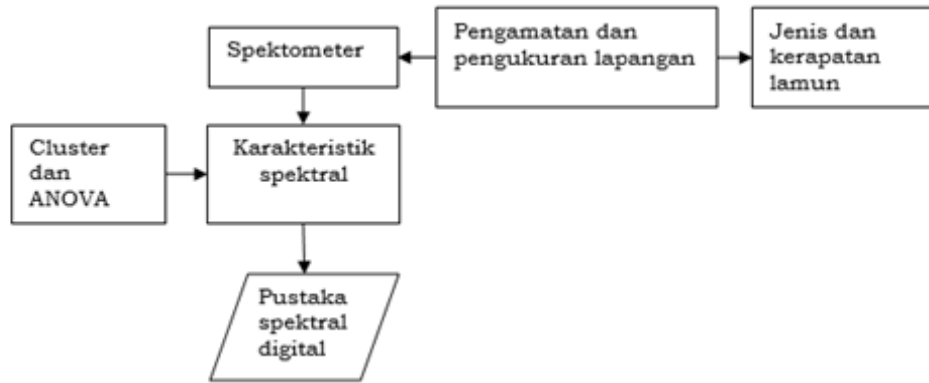 Spektometer
Pengamatan dan
pengukuran lapangan
Jenis dan
kerapatan
lamun
Cluster
dan
ANOVA
Karakteristik
spektral
Pustaka
spektral
digital